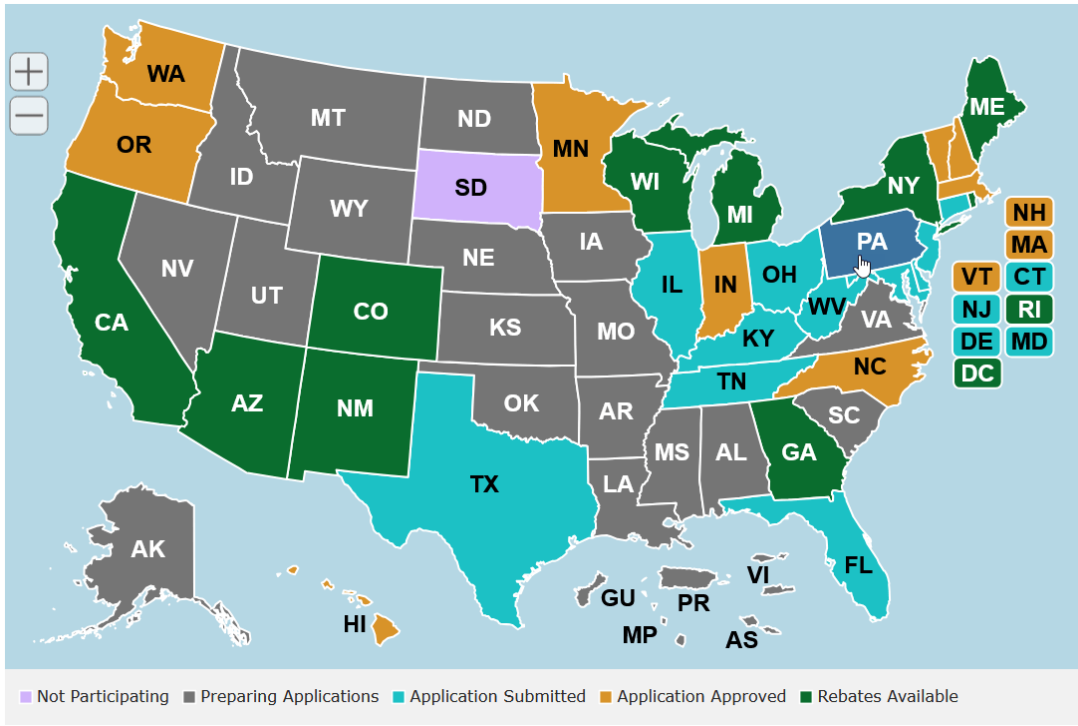 WA
MT
ND
MN
ME
OR
ID
SD
WI
NY
WY
MI
NH
IA
PA
MA
NE
NV
UT
IL
IN
OH
VT
CT
CO
WV
NJ
RI
CA
KS
MO
KY
VA
DE
MD
TN
NC
DC
AZ
NM
OK
AR
SC
MS
AL
GA
TX
LA
AK
FL
VI
GU
PR
HI
MP
AS
Not Participating Preparing Applications Application Submitted Application Approved Rebates Available